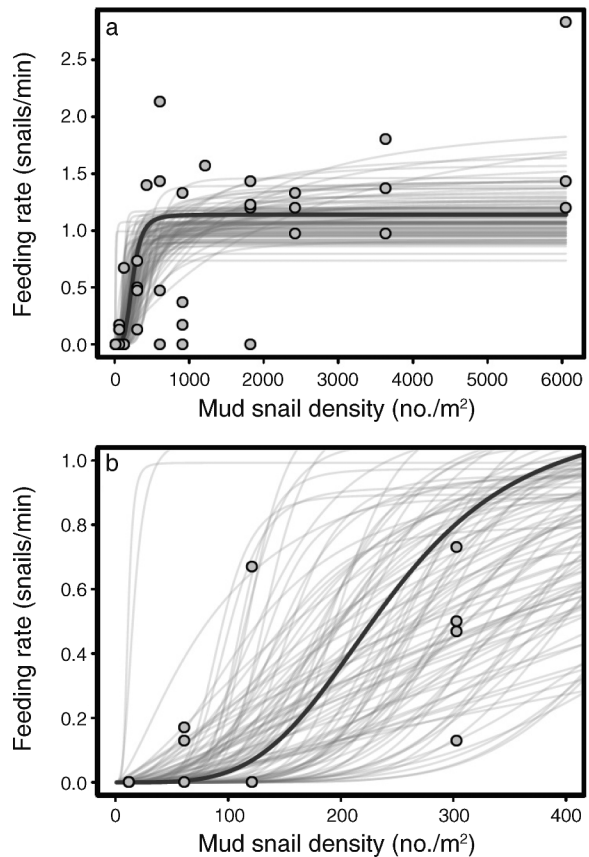 a
Feeding rate (snails/min)
2.5
2.0
1.5
1.0
0.5
0.0
0 1000 2000 3000 4000 5000 6000
Mud snail density (no./m²)
b
Feeding rate (snails/min)
1.0
0.8
0.6
0.4
0.2
0.0
0 100 200 300 400
Mud snail density (no./m²)